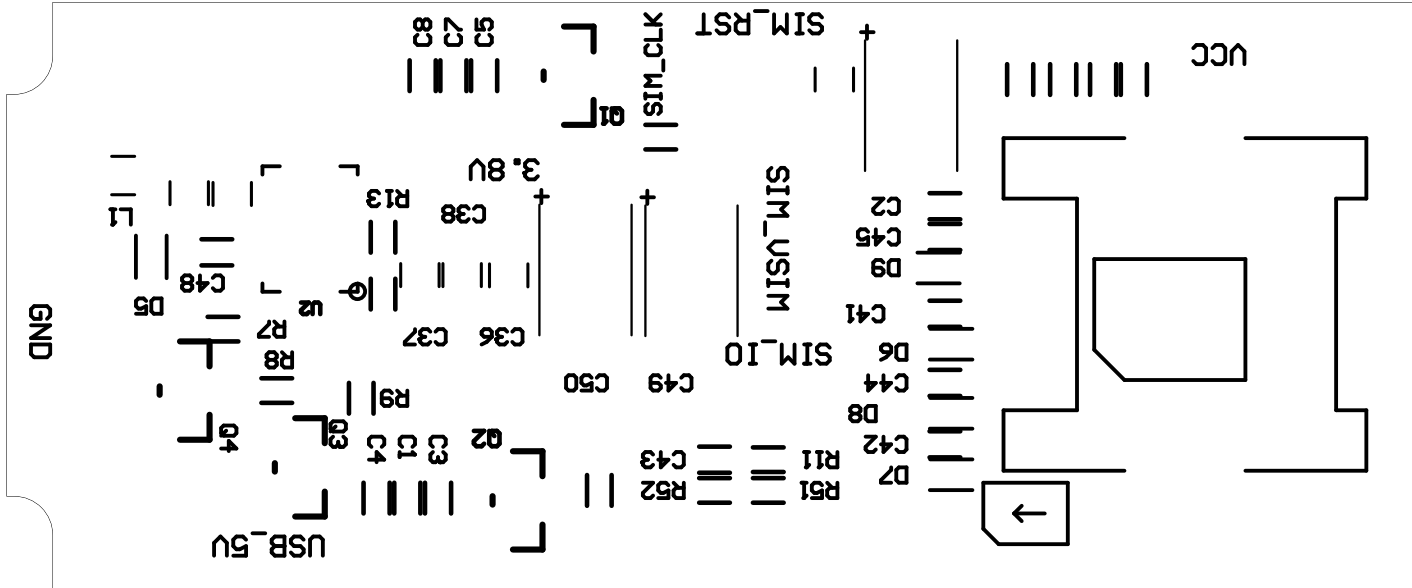 C8
C7
C5
SIM_CLK
SIM_RST
+
VCC
Q1
3.8V
SIM_VSIM
+
+
R13
C38
C2
L1
C45
D9
C48
D5
U2
C41
GND
R7
C37
C36
SIM_IO
D6
R8
C50
C49
C44
R9
D8
Q4
Q3
C4
C1
C3
Q2
C42
C43
R11
D7
R52
R51
USB_5V